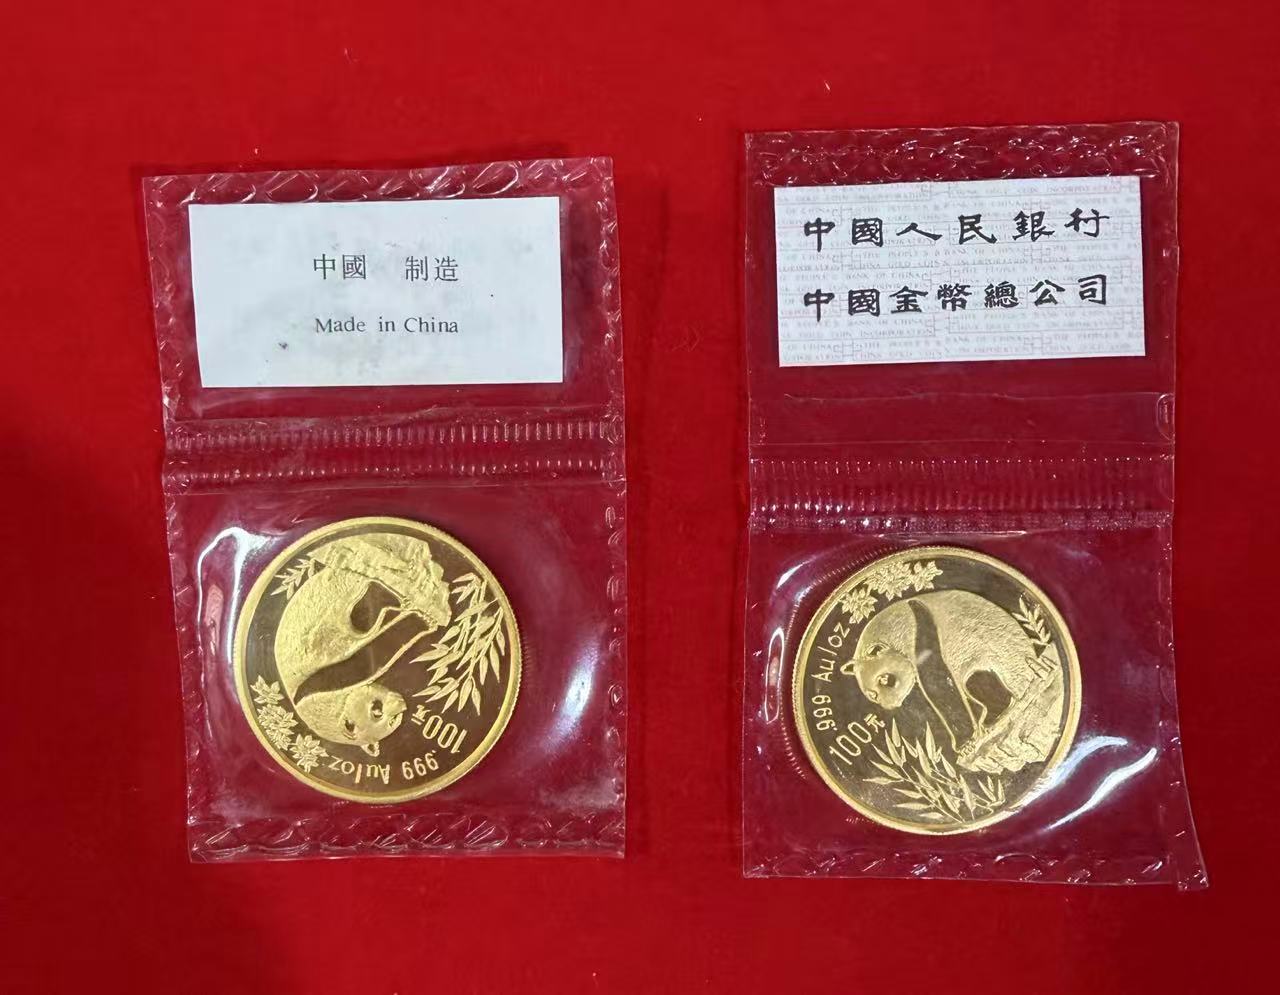 中國 制造
Made in China
100元
.999 Au1oz
中國人民銀行
中國金幣總公司
.999 Au1oz
100元